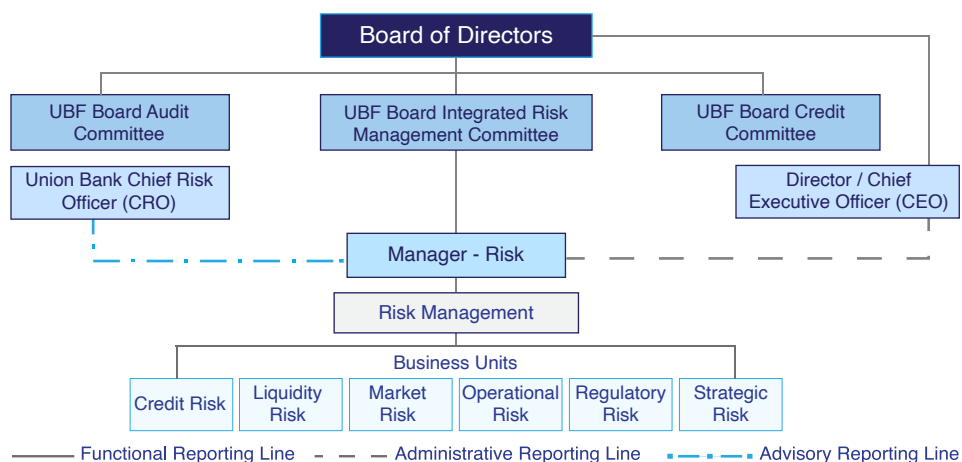 Board of Directors
UBF Board Audit
Committee
UBF Board Integrated Risk
Management Committee
UBF Board Credit
Committee
Union Bank Chief Risk
Officer (CRO)
Director / Chief
Executive Officer (CEO)
Manager - Risk
Risk Management
Business Units
Credit Risk
Liquidity
Risk
Market
Risk
Operational
Risk
Regulatory
Risk
Strategic
Risk
Functional Reporting Line
Administrative Reporting Line
Advisory Reporting Line